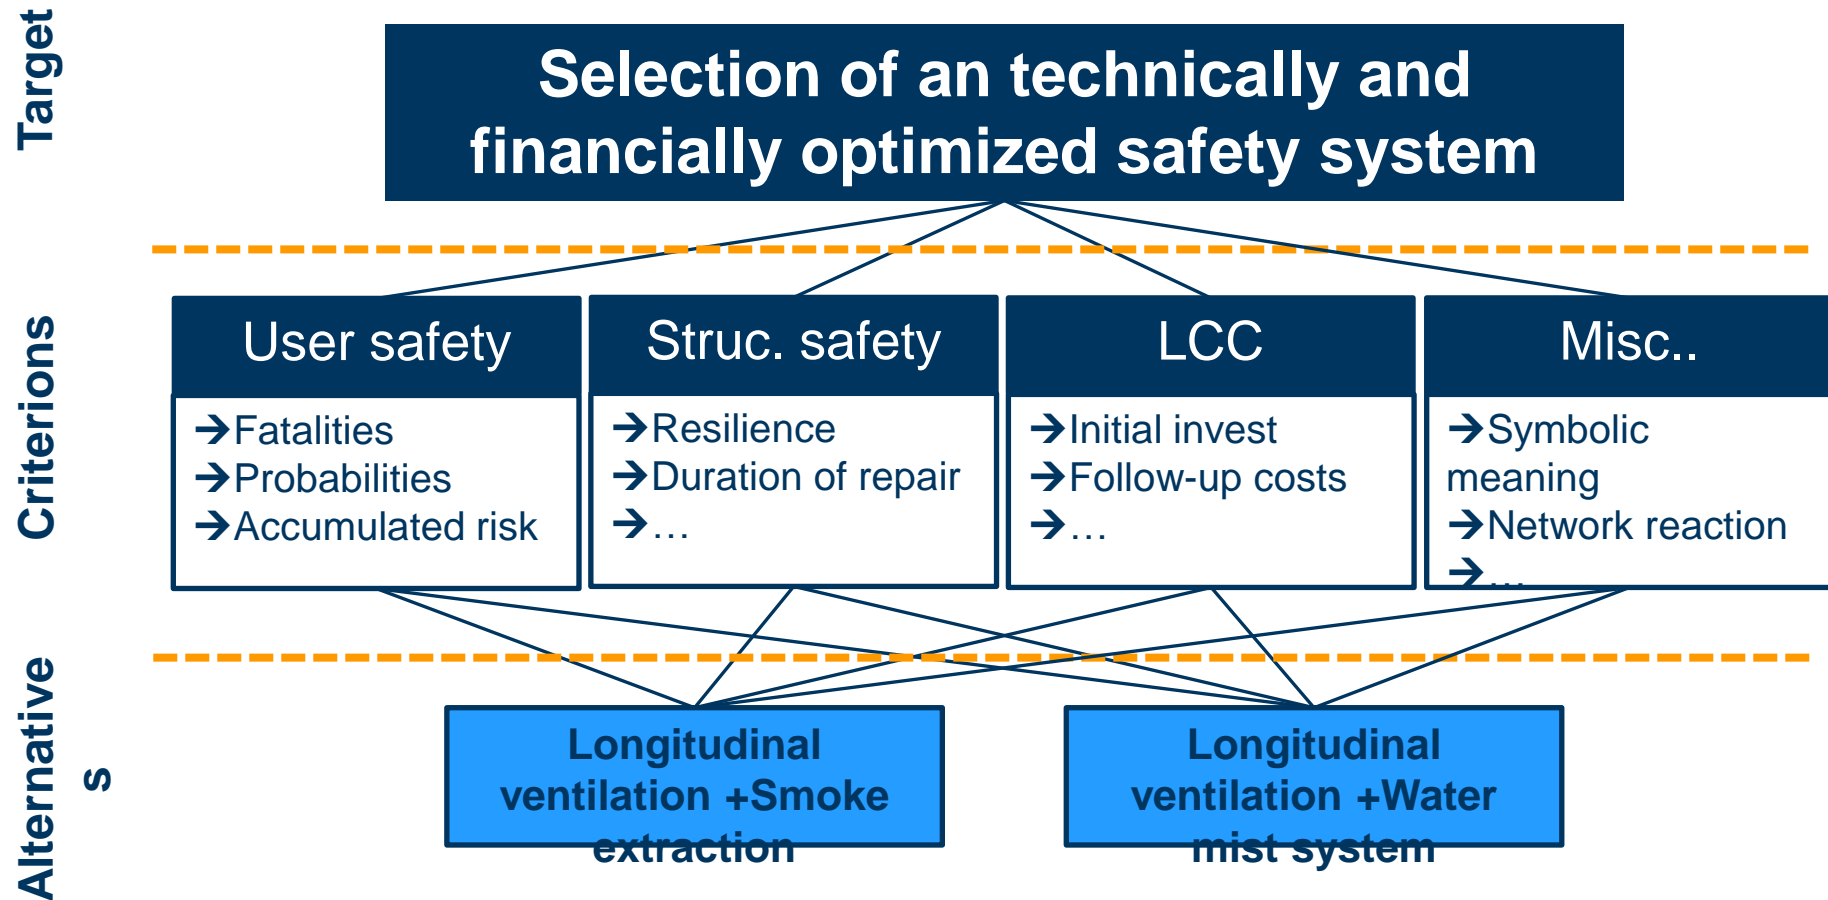 Target
Selection of an technically and
financially optimized safety system
Criterions
User safety
➔Fatalities
➔Probabilities
➔Accumulated risk
Struc. safety
➔Resilience
➔Duration of repair
➔…
LCC
➔Initial invest
➔Follow-up costs
➔…
Misc..
➔Symbolic
meaning
➔Network reaction
➔…
Alternative
s
Longitudinal
ventilation +Smoke
extraction
Longitudinal
ventilation +Water
mist system